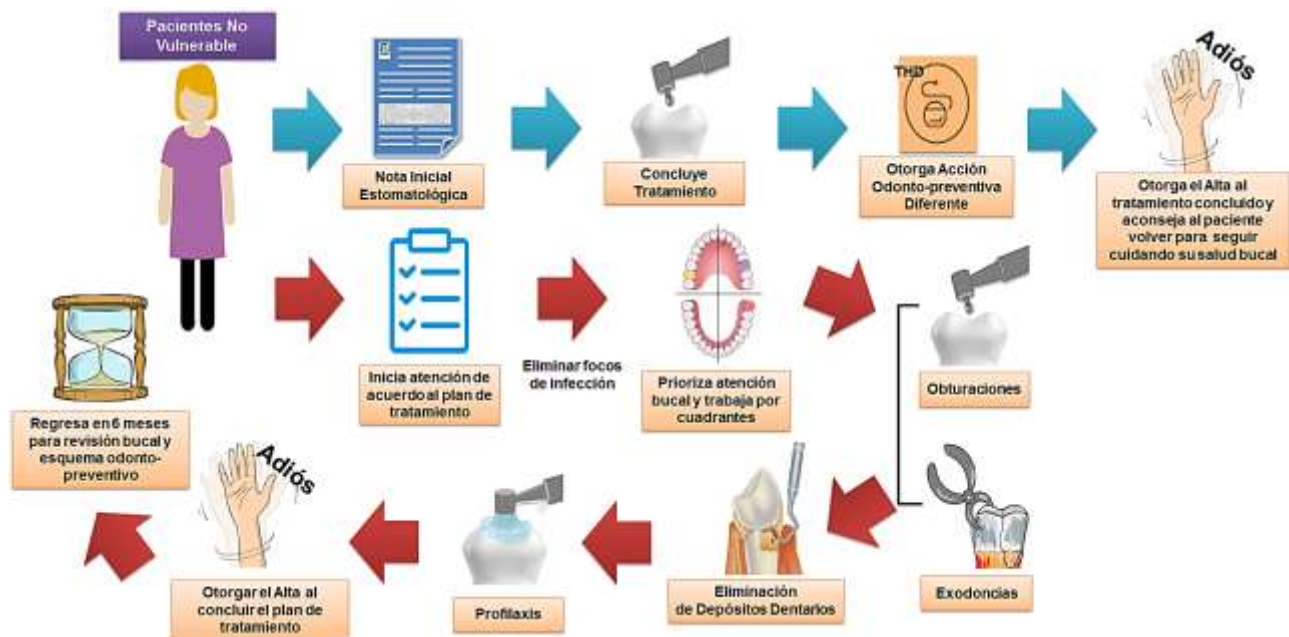 Pacientes No
Vulnerable
Nota Inicial
Estomatológica
Concluye
Tratamiento
THD
Otorga Acción
Odonto-preventiva
Diferente
Adiós
Otorga el Alta al
tratamiento concluido y
aconseja al paciente
volver para seguir
cuidando su salud bucal
Inicia atención de
acuerdo al plan de
tratamiento
Eliminar focos
de infección
Prioriza atención
bucal y trabaja por
cuadrantes
Obturaciones
Exodoncias
Eliminación
de Depósitos Dentarios
Profilaxis
Adiós
Otorgar el Alta al
concluir el plan de
tratamiento
Regresa en 6 meses
para revisión bucal y
esquema odonto-
preventivo